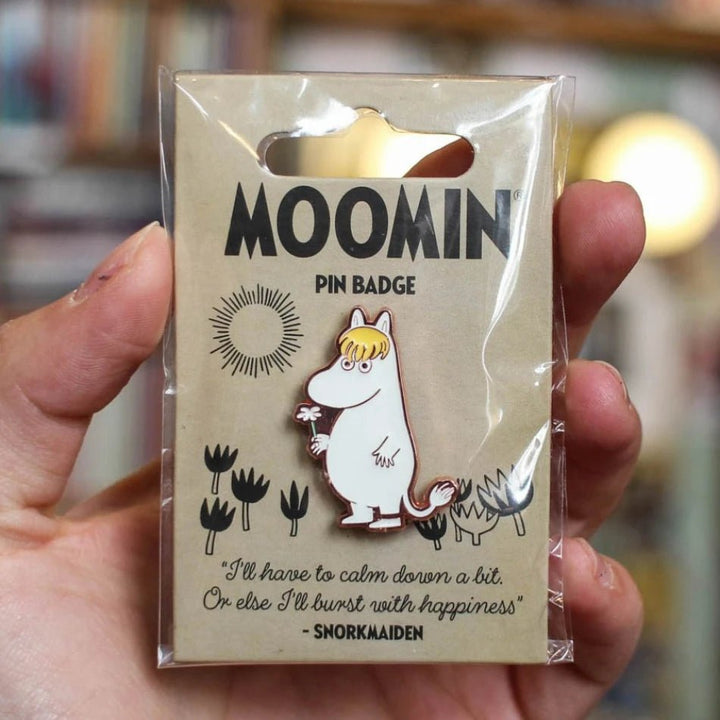 MOOMIN®
PIN BADGE
"I'll have to calm down a bit.
Or else I'll burst with happiness"
- SNORKMAIDEN